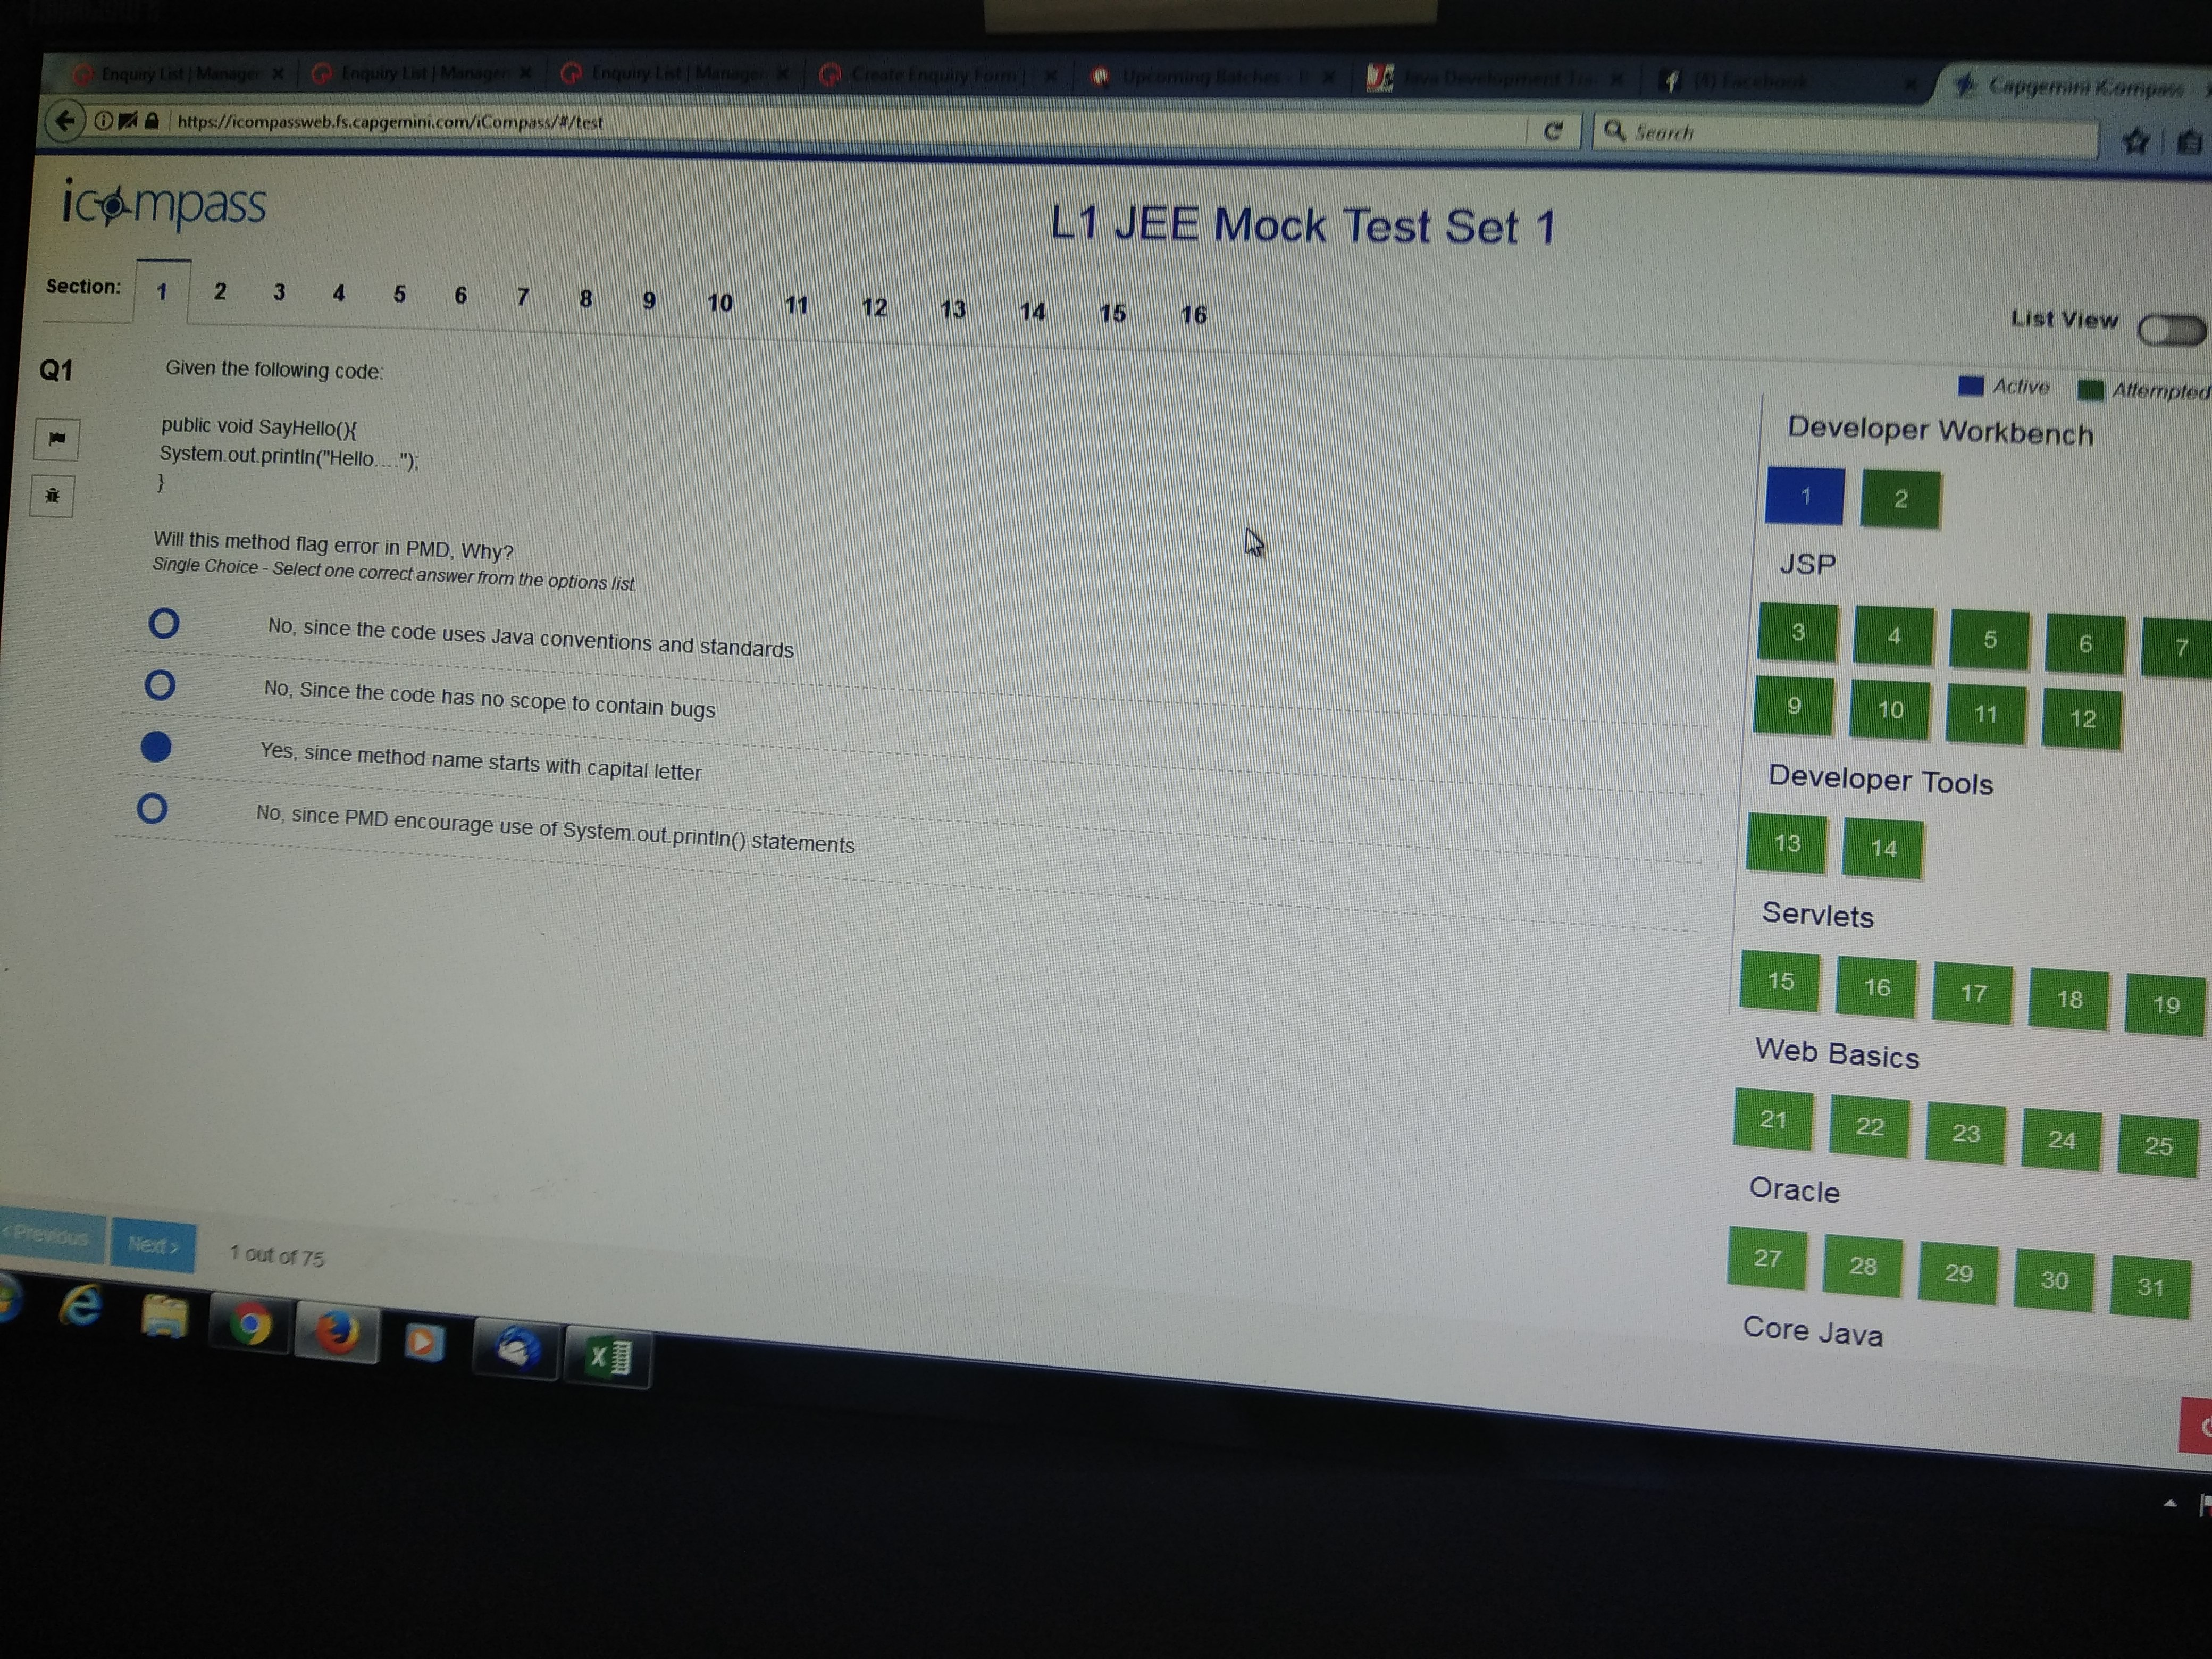 Enquiry List | Manager
Enquiry List | Manager
Enquiry List | Manager
Create Enquiry Form |
Upcoming Batches -
Java Development Tra
(4) Facebook
Capgemini iCompass
https://icompassweb.fs.capgemini.com/iCompass/#/test
Search
icompass
L1 JEE Mock Test Set 1
Section: 1 2 3 4 5 6 7 8 9 10 11 12 13 14 15 16
List View
Active Attempted
Q1
Given the following code:
public void SayHello(){
System.out.println("Hello....");
}
Will this method flag error in PMD, Why?
Single Choice - Select one correct answer from the options list.
No, since the code uses Java conventions and standards
No, Since the code has no scope to contain bugs
Yes, since method name starts with capital letter
No, since PMD encourage use of System.out.println() statements
Developer Workbench
1 2
JSP
3 4 5 6 7
9 10 11 12
Developer Tools
13 14
Servlets
15 16 17 18 19
Web Basics
21 22 23 24 25
Oracle
27 28 29 30 31
Core Java
<Previous Next > 1 out of 75